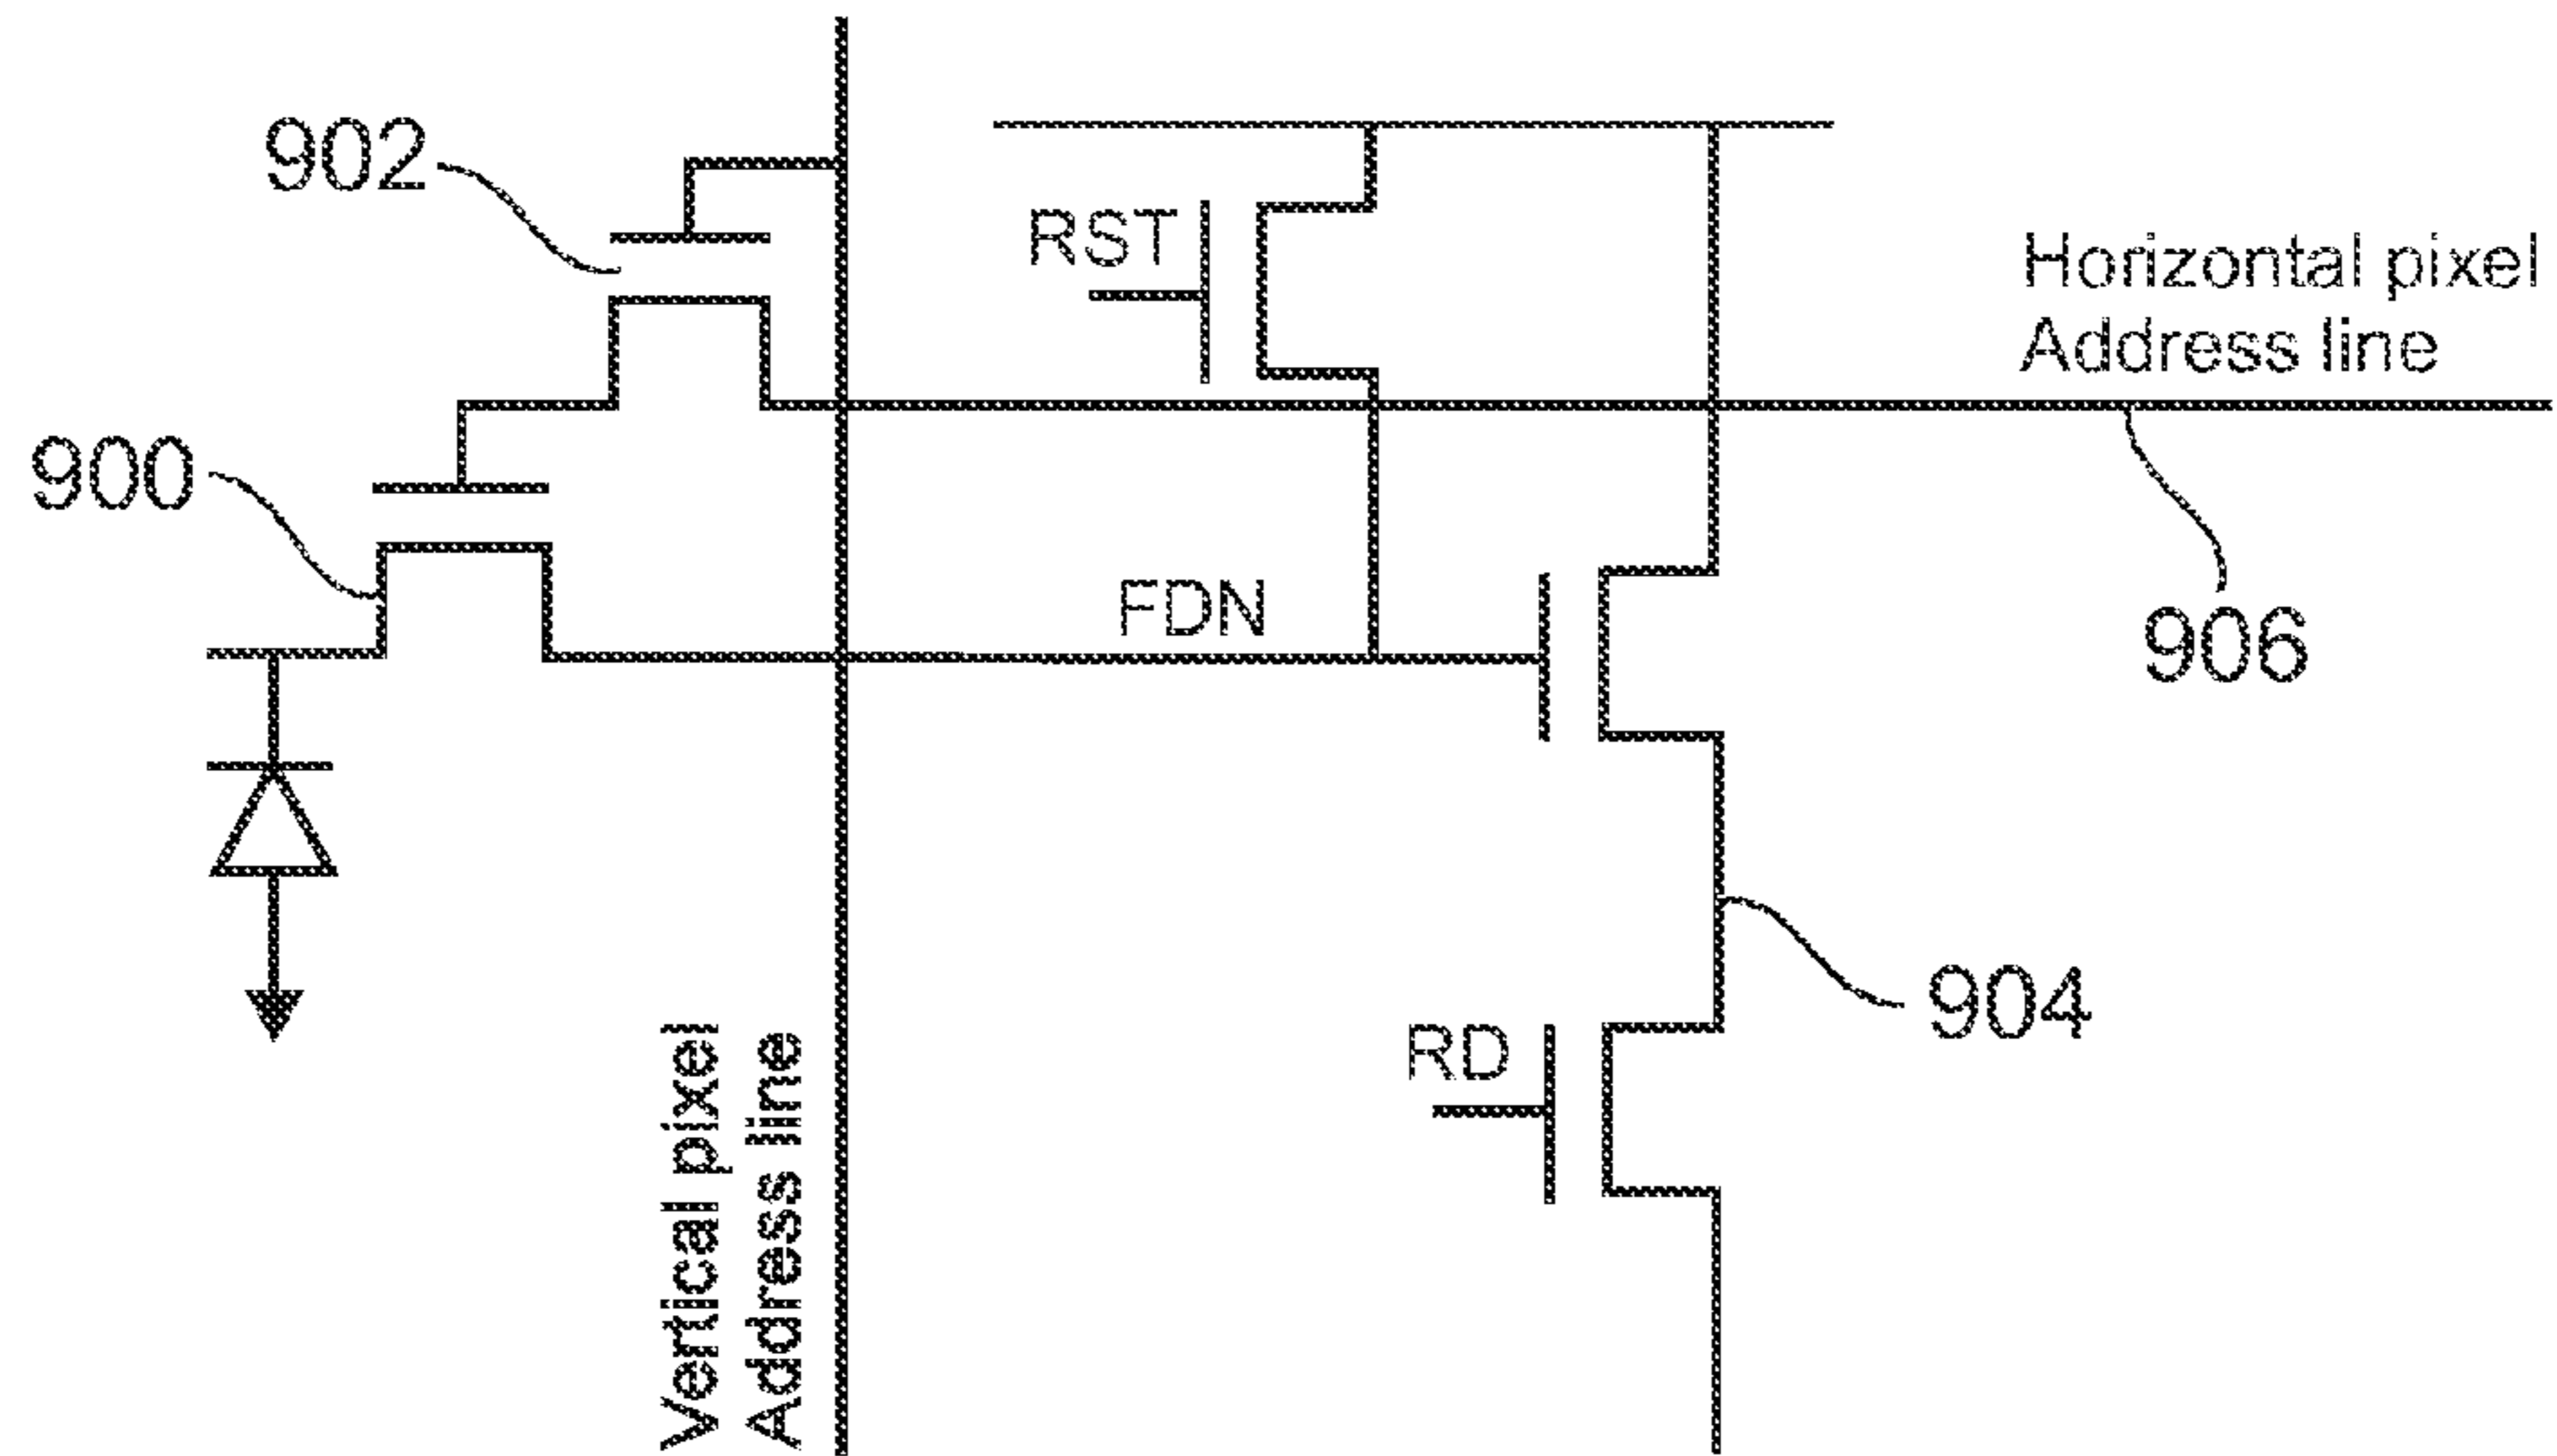 902
RST
Horizontal pixel
Address line
900
FDN
906
904
RD
Vertical pixel
Address line